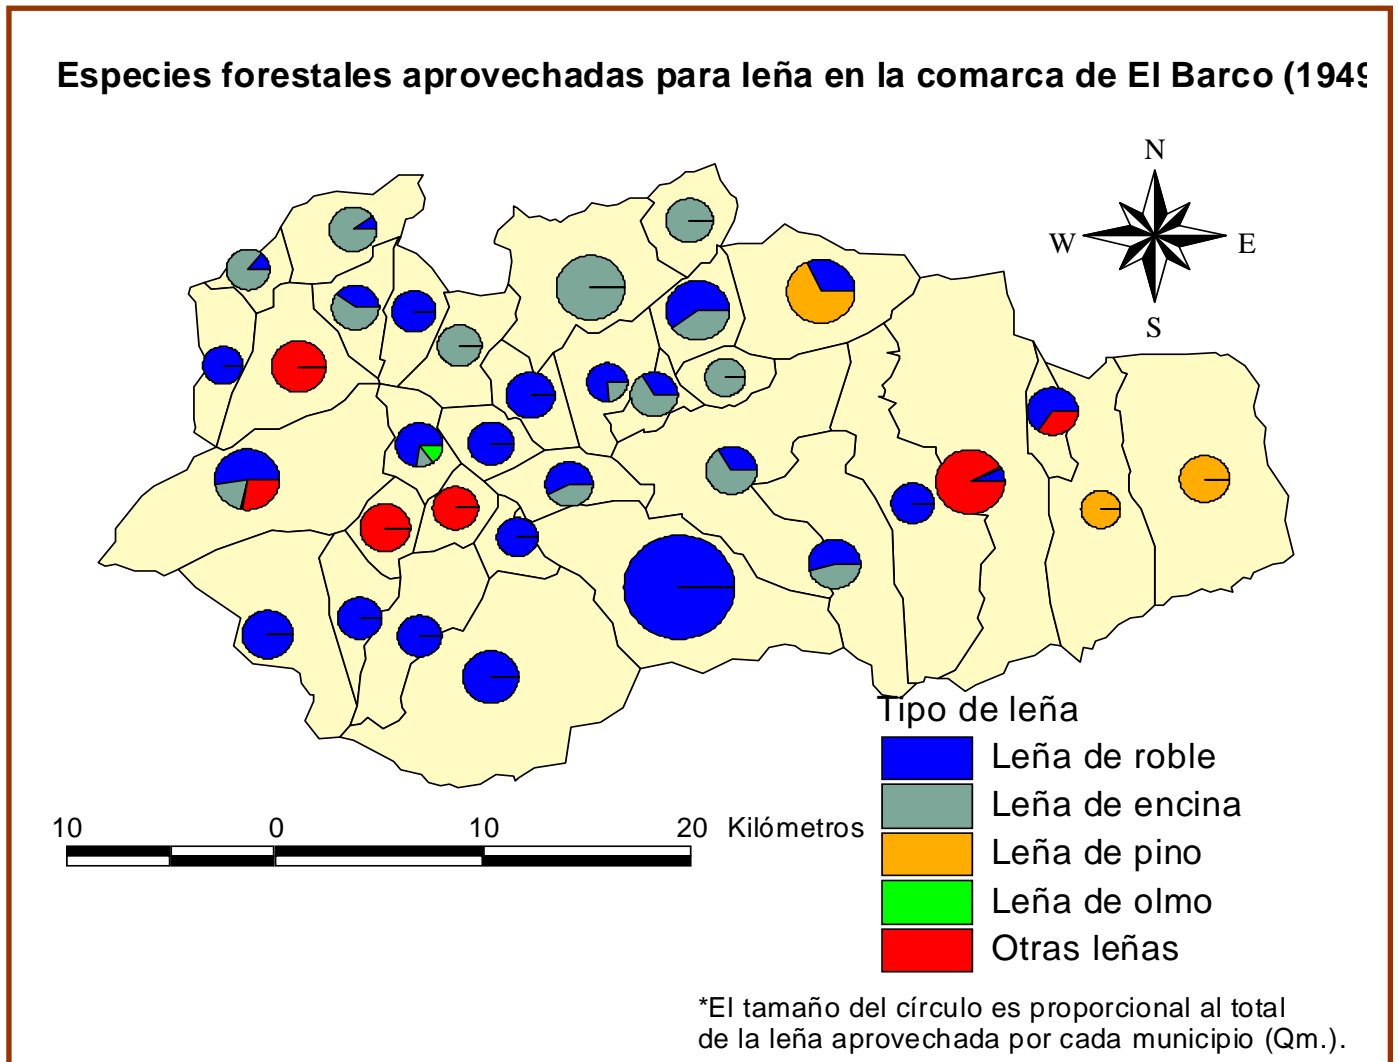 Especies forestales aprovechadas para leña en la comarca de El Barco (1949
N
W
E
S
Tipo de leña
Leña de roble
Leña de encina
Leña de pino
Leña de olmo
Otras leñas
10 0 10 20 Kilómetros
*El tamaño del círculo es proporcional al total
de la leña aprovechada por cada municipio (Qm.).